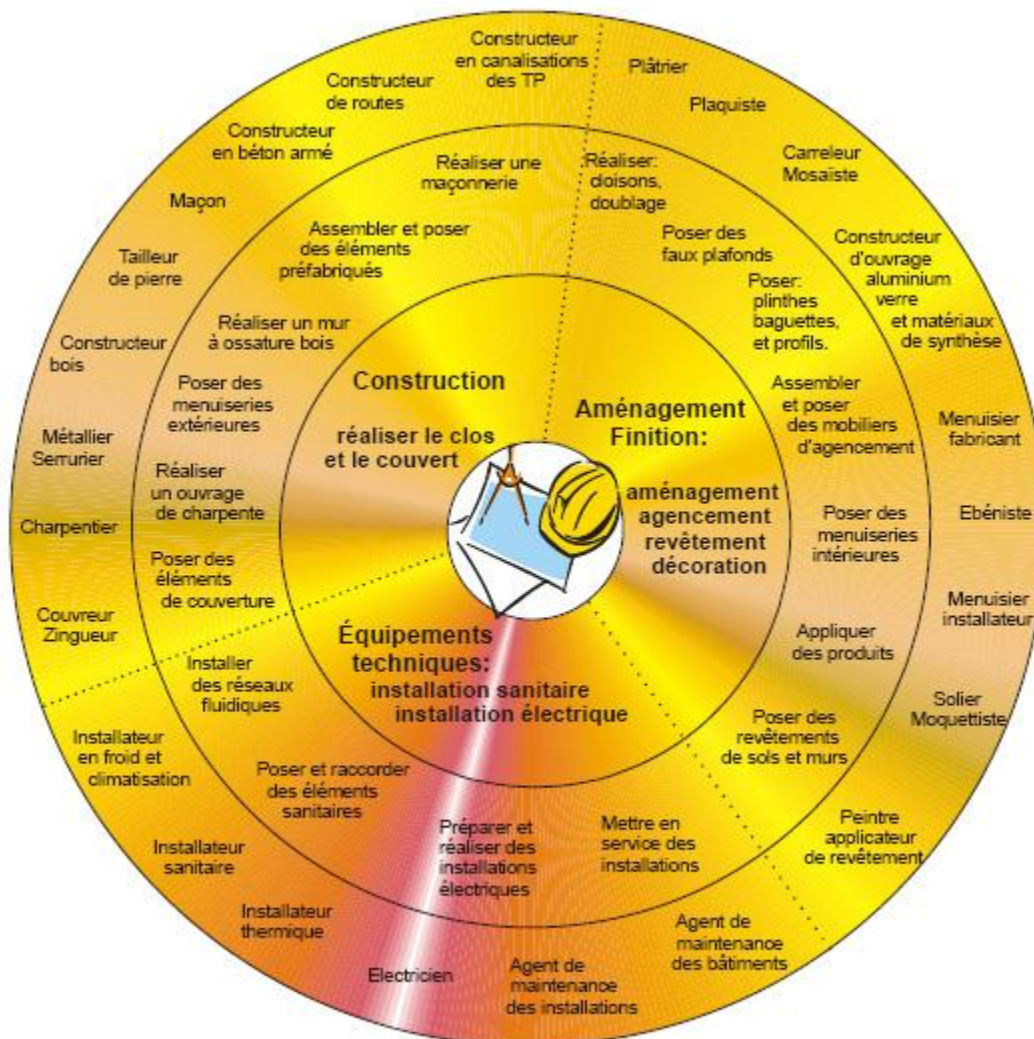 Constructeur
en canalisations
des TP
Constructeur
de routes
Constructeur
en béton armé
Maçon
Tailleur
de pierre
Constructeur
bois
Métallier
Serrurier
Charpentier
Couvreur
Zingueur
Réaliser une
maçonnerie
Assembler et poser
des éléments
préfabriqués
Réaliser un mur
à ossature bois
Poser des
menuiseries
extérieures
Réaliser
un ouvrage
de charpente
Poser des
éléments
de couverture
Construction
réaliser le clos
et le couvert
Plâtrier
Plaquiste
Carreleur
Mosaïste
Constructeur
d'ouvrage
aluminium
verre
et matériaux
de synthèse
Menuisier
fabricant
Ebéniste
Menuisier
installateur
Solier
Moquettiste
Peintre
applicateur
de revêtement
Réaliser:
cloisons,
doublage
Poser des
faux plafonds
Poser:
plinthes
baguettes,
et profils.
Assembler
et poser
des mobiliers
d'agencement
Poser des
menuiseries
intérieures
Appliquer
des produits
Poser des
revêtements
de sols et murs
Aménagement
Finition:
aménagement
agencement
revêtement
décoration
Équipements
techniques:
installation sanitaire
installation électrique
Installer
des réseaux
fluidiques
Poser et raccorder
des éléments
sanitaires
Préparer et
réaliser des
installations
électriques
Mettre en
service des
installations
Installateur
en froid et
climatisation
Installateur
sanitaire
Installateur
thermique
Electricien
Agent de
maintenance
des installations
Agent de
maintenance
des bâtiments